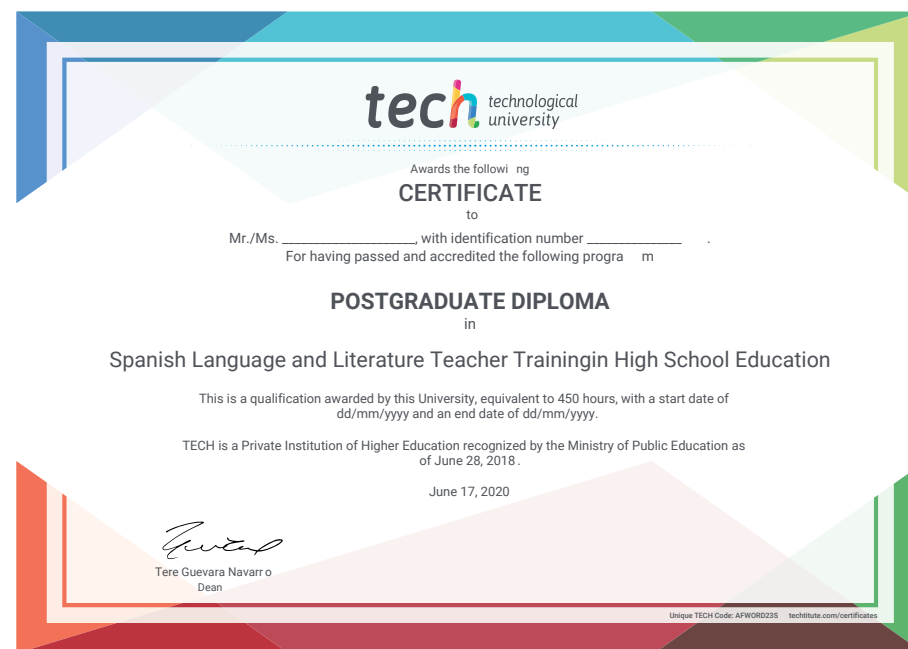 tech technological
university
Awards the followi ng
CERTIFICATE
to
Mr./Ms. _____________________, with identification number _______________ .
For having passed and accredited the following progra m
POSTGRADUATE DIPLOMA
in
Spanish Language and Literature Teacher Trainingin High School Education
This is a qualification awarded by this University, equivalent to 450 hours, with a start date of
dd/mm/yyyy and an end date of dd/mm/yyyy.
TECH is a Private Institution of Higher Education recognized by the Ministry of Public Education as
of June 28, 2018 .
June 17, 2020
Tere Guevara Navarr o
Dean
Unique TECH Code: AFWORD23S techtitute.com/certificates